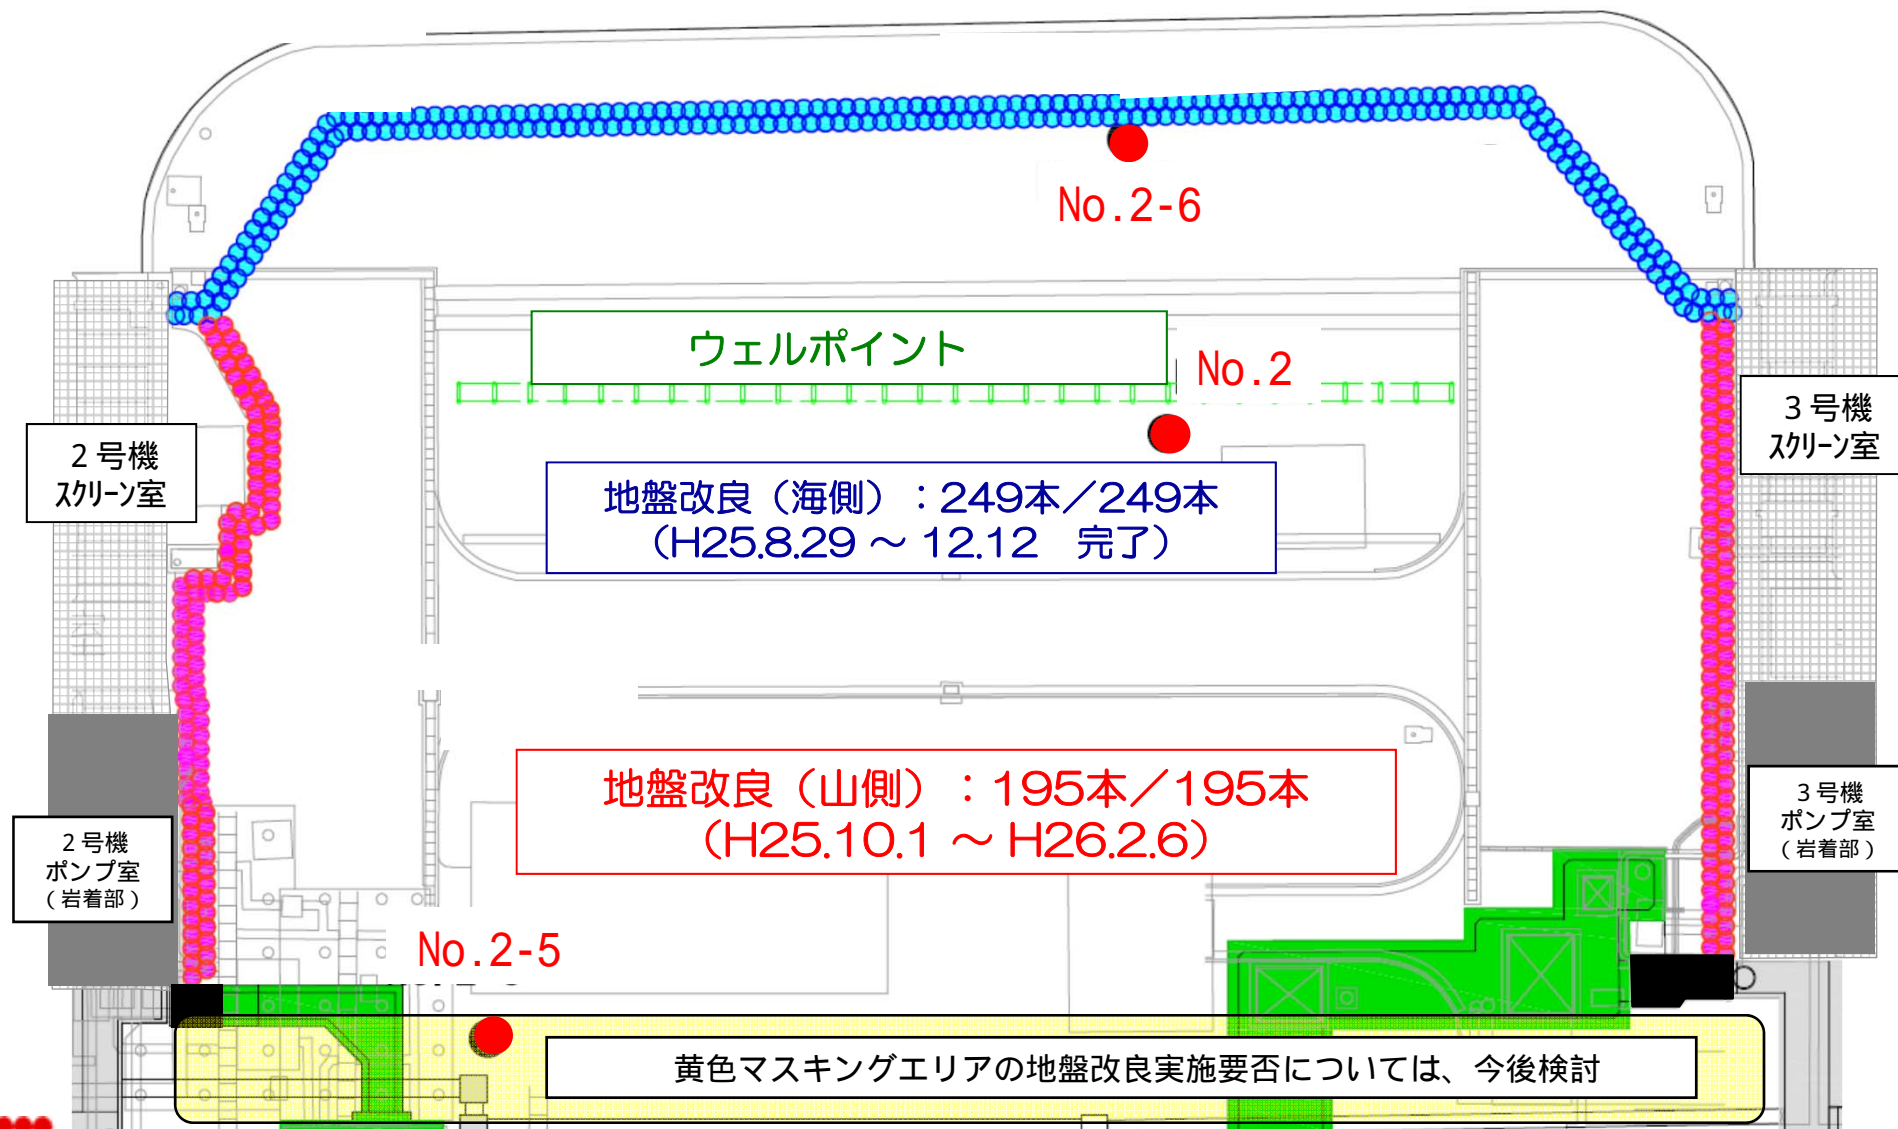 No.2-6
ウェルポイント
No.2
2号機
スクリーン室
3号機
スクリーン室
地盤改良（海側）：249本／249本
（H25.8.29 ～ 12.12　完了）
地盤改良（山側）：195本／195本
（H25.10.1 ～ H26.2.6）
2号機
ポンプ室
（岩着部）
3号機
ポンプ室
（岩着部）
No.2-5
黄色マスキングエリアの地盤改良実施要否については、今後検討